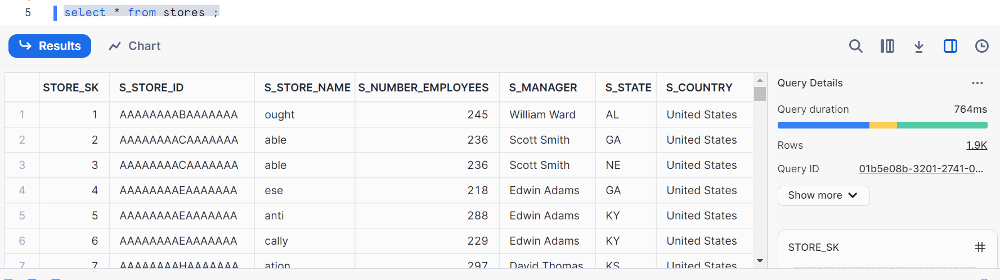 5 select * from stores ;
Results Chart
STORE_SK S_STORE_ID S_STORE_NAME S_NUMBER_EMPLOYEES S_MANAGER S_STATE S_COUNTRY
1 1 AAAAAAAABAAAAAAA ought 245 William Ward AL United States
2 2 AAAAAAAACAAAAAAA able 236 Scott Smith GA United States
3 3 AAAAAAAACAAAAAAA able 236 Scott Smith NE United States
4 4 AAAAAAAAEAAAAAAA ese 218 Edwin Adams GA United States
5 5 AAAAAAAAEAAAAAAA anti 288 Edwin Adams KY United States
6 6 AAAAAAAAEAAAAAAA cally 229 Edwin Adams KY United States
7 7 AAAAAAAAHAAAAAAA ation 297 David Thomas KS United States
Query Details ...
Query duration 764ms
Rows 1.9K
Query ID 01b5e08b-3201-2741-0...
Show more
STORE_SK #